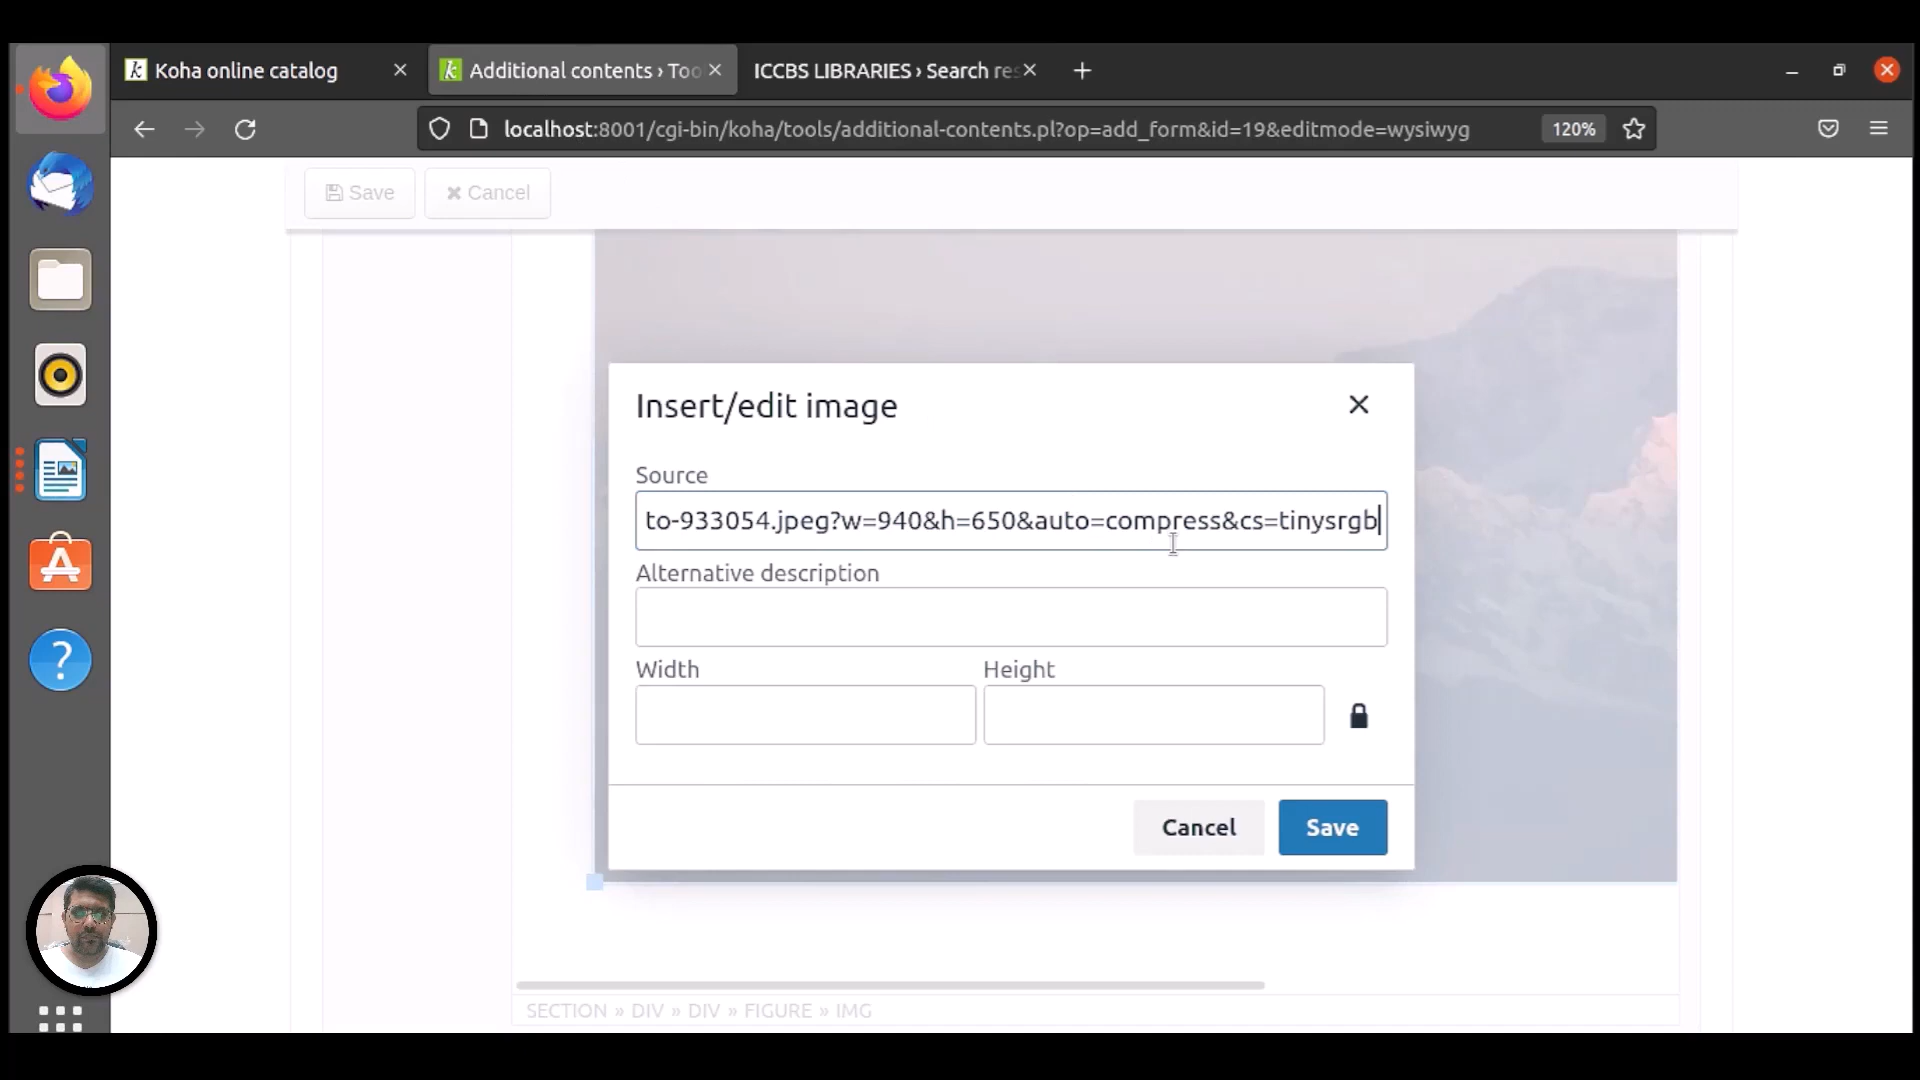 Koha online catalog
Additional contents › Too
ICCBS LIBRARIES › Search res
localhost:8001/cgi-bin/koha/tools/additional-contents.pl?op=add_form&id=19&editmode=wysiwyg
120%
Save
Cancel
Insert/edit image
Source
to-933054.jpeg?w=940&h=650&auto=compress&cs=tinysrgb
Alternative description
Width
Height
Cancel
Save
SECTION » DIV » DIV » FIGURE » IMG